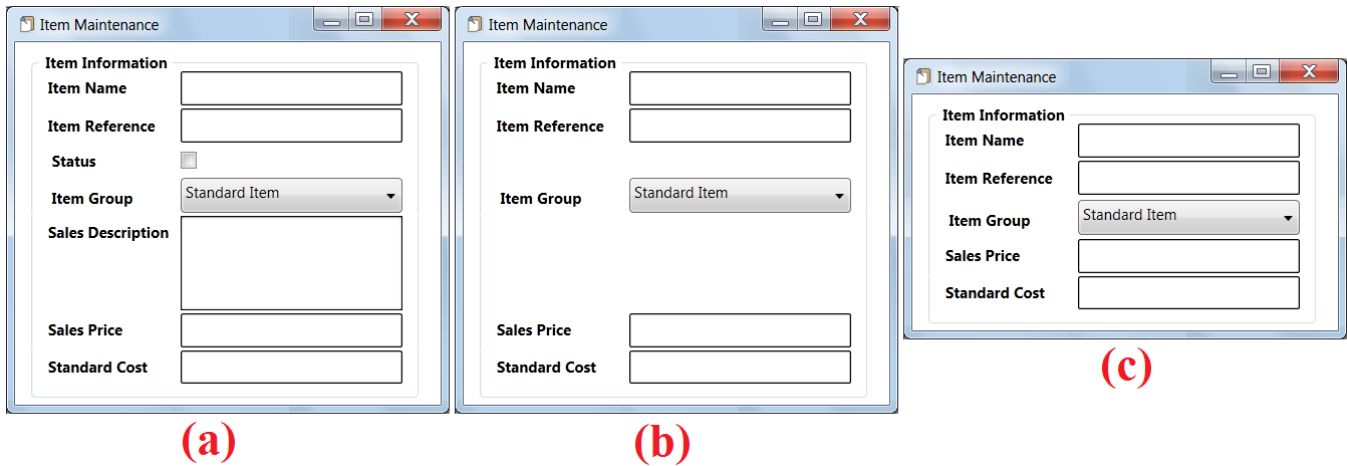 Item Maintenance
Item Information
Item Name
Item Reference
Status
Item Group Standard Item
Sales Description
Sales Price
Standard Cost
(a)
Item Maintenance
Item Information
Item Name
Item Reference
Item Group Standard Item
Sales Price
Standard Cost
(b)
Item Maintenance
Item Information
Item Name
Item Reference
Item Group Standard Item
Sales Price
Standard Cost
(c)